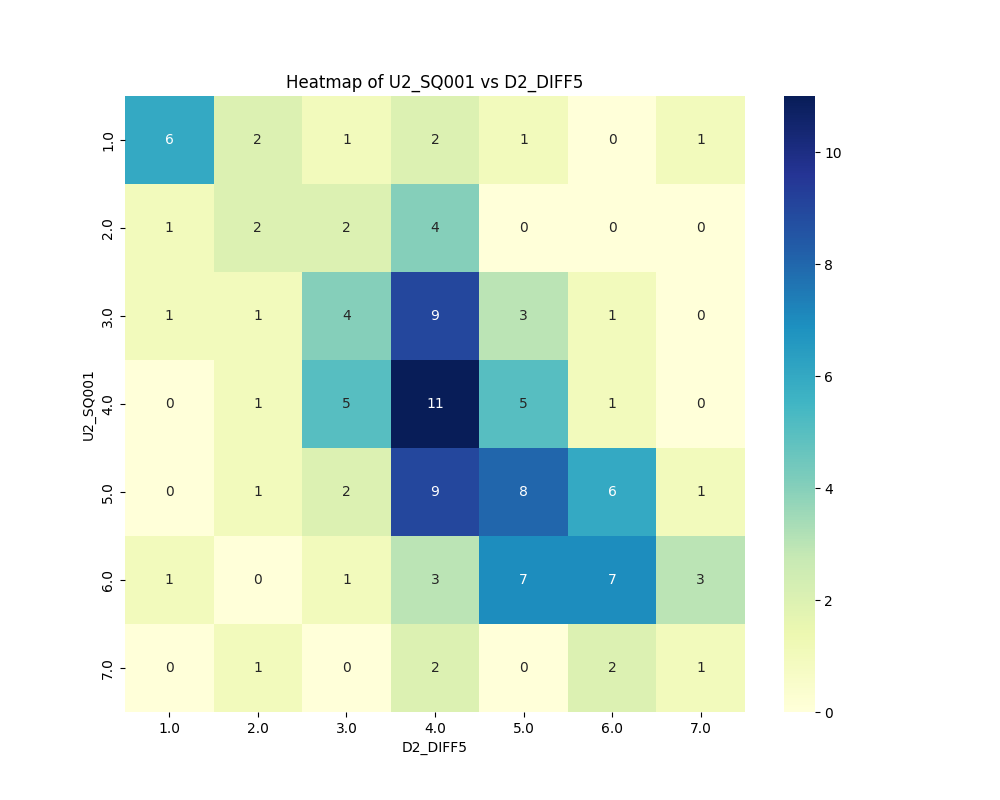 Heatmap of U2_SQ001 vs D2_DIFF5
1.0 6 2 1 2 1 0 1
2.0 1 2 2 4 0 0 0
3.0 1 1 4 9 3 1 0
4.0 0 1 5 11 5 1 0
5.0 0 1 2 9 8 6 1
6.0 1 0 1 3 7 7 3
7.0 0 1 0 2 0 2 1
1.0 2.0 3.0 4.0 5.0 6.0 7.0
D2_DIFF5
U2_SQ001
10
8
6
4
2
0